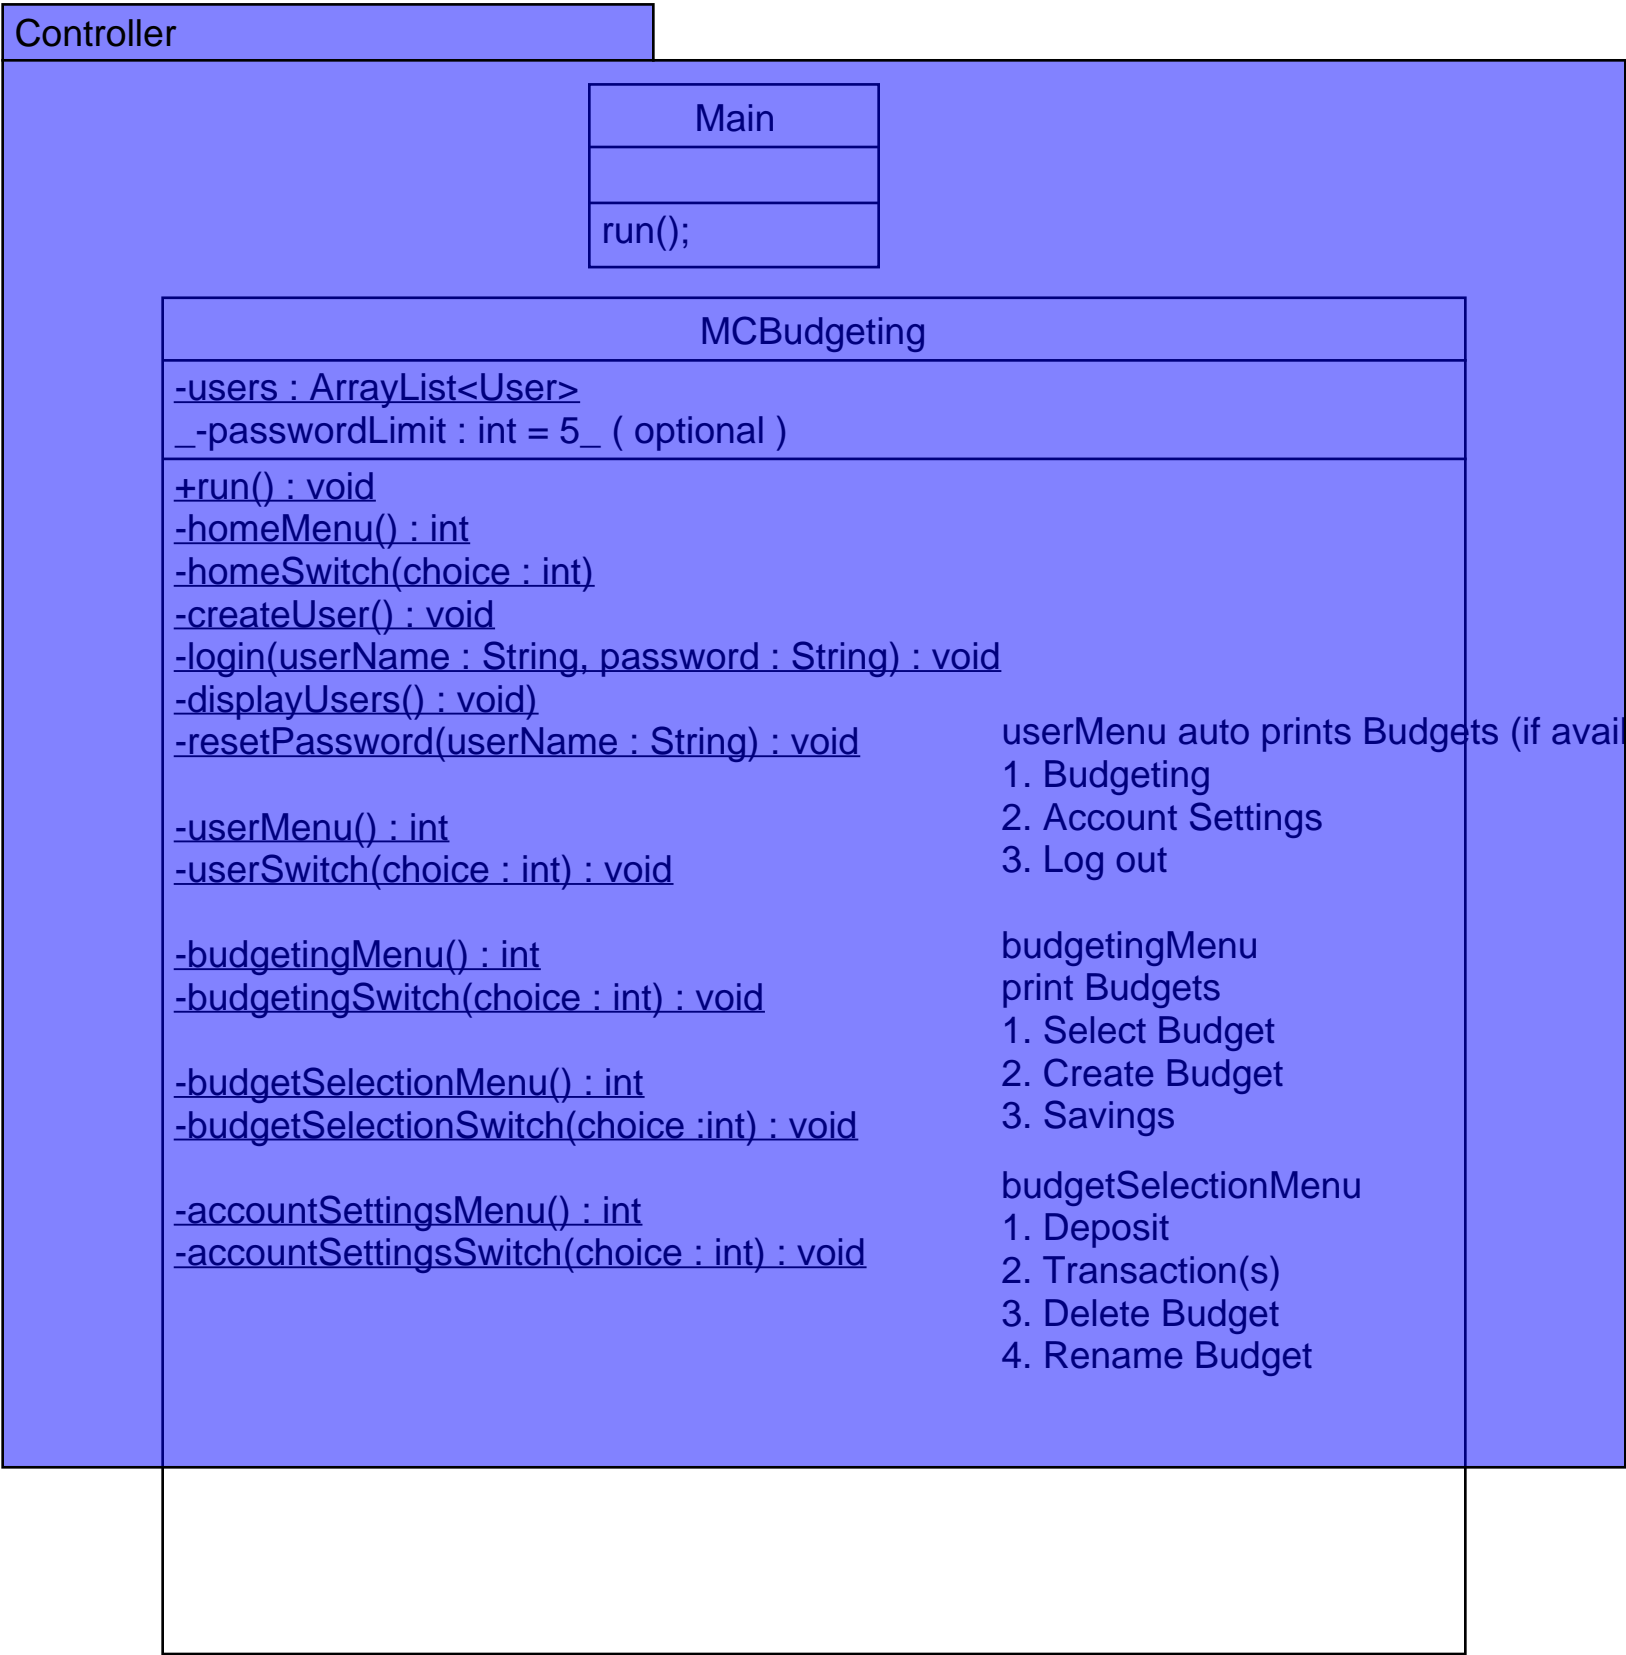 Controller
Main
run();
MCBudgeting
-users : ArrayList<User>
_-passwordLimit : int = 5_ ( optional )
+run() : void
-homeMenu() : int
-homeSwitch(choice : int)
-createUser() : void
-login(userName : String, password : String) : void
-displayUsers() : void)
-resetPassword(userName : String) : void
-userMenu() : int
-userSwitch(choice : int) : void
-budgetingMenu() : int
-budgetingSwitch(choice : int) : void
-budgetSelectionMenu() : int
-budgetSelectionSwitch(choice :int) : void
-accountSettingsMenu() : int
-accountSettingsSwitch(choice : int) : void
userMenu auto prints Budgets (if
1. Budgeting
2. Account Settings
3. Log out
budgetingMenu
print Budgets
1. Select Budget
2. Create Budget
3. Savings
budgetSelectionMenu
1. Deposit
2. Transaction(s)
3. Delete Budget
4. Rename Budget